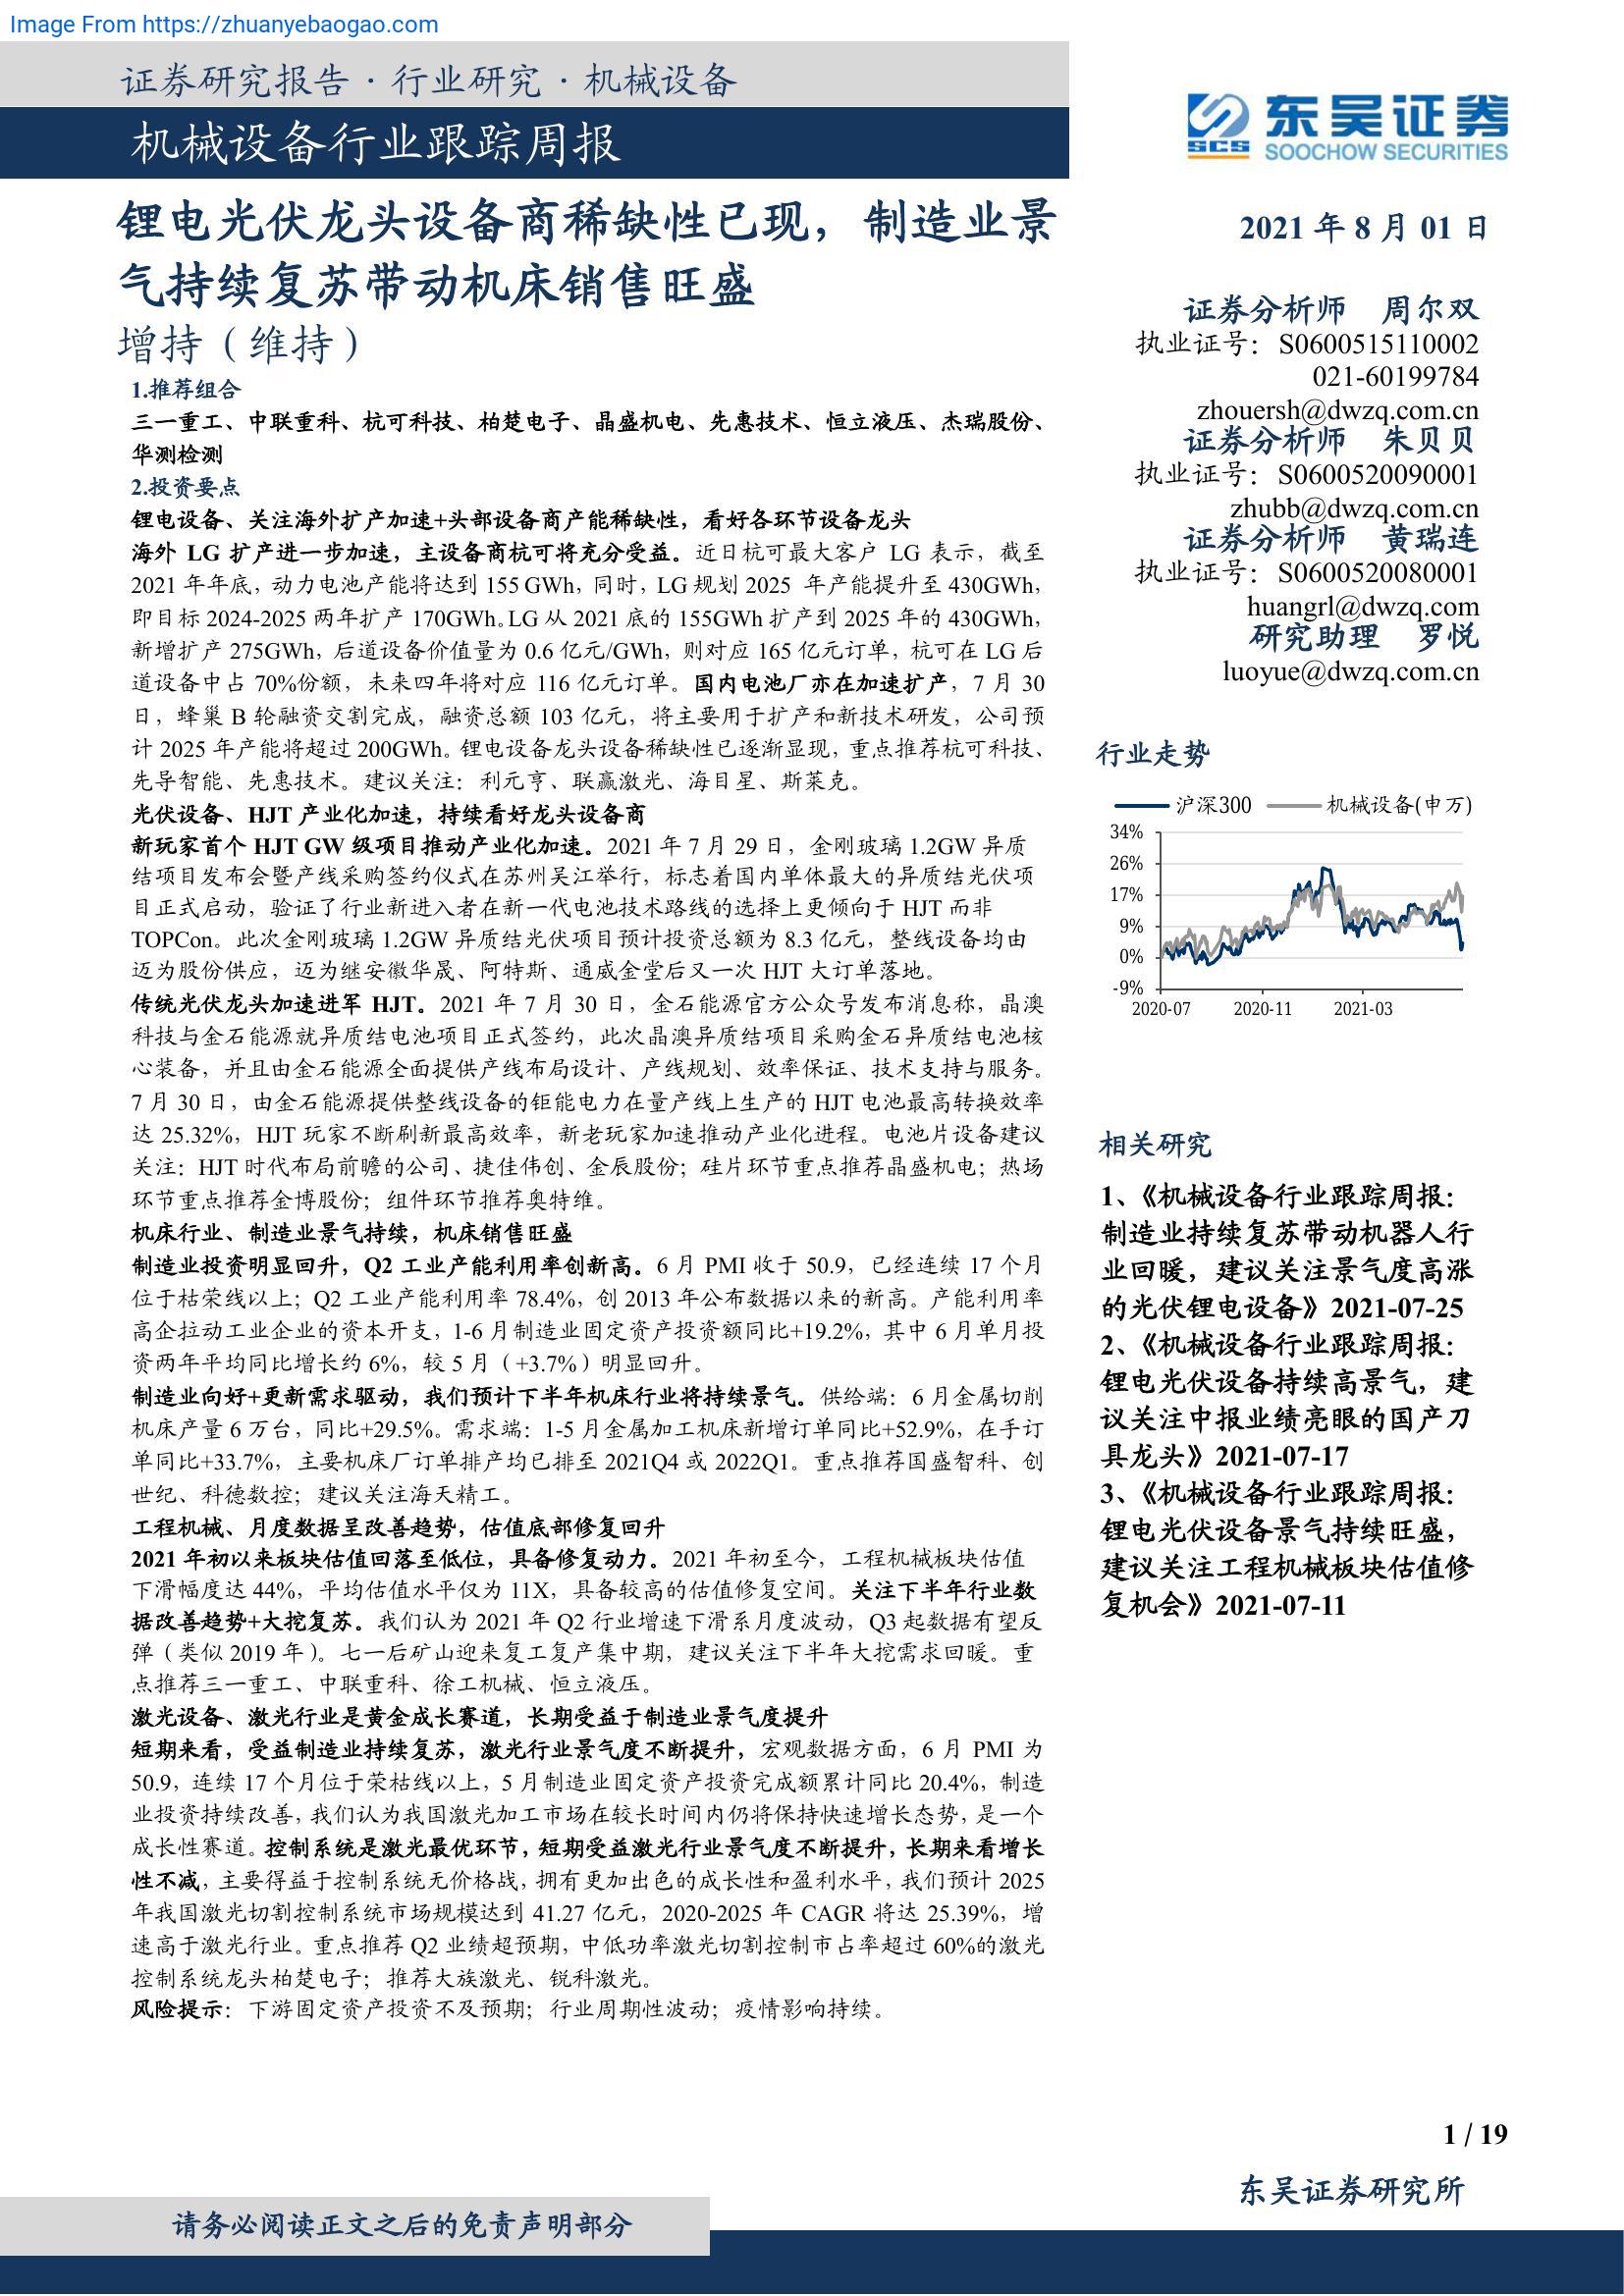 Image From https://zhuanyebaogao.com
证券研究报告 · 行业研究 · 机械设备
机械设备行业跟踪周报
东吴证券
SCS
SOOCHOW SECURITIES
锂电光伏龙头设备商稀缺性已现，制造业景
气持续复苏带动机床销售旺盛
增持（维持）
1.推荐组合
三一重工、中联重科、杭可科技、柏楚电子、晶盛机电、先惠技术、恒立液压、杰瑞股份、
华测检测
2.投资要点
锂电设备、关注海外扩产加速+头部设备商产能稀缺性，看好各环节设备龙头
海外 LG 扩产进一步加速，主设备商杭可将充分受益。近日杭可最大客户 LG 表示，截至
2021 年年底，动力电池产能将达到 155 GWh，同时，LG 规划 2025 年产能提升至 430GWh，
即目标 2024-2025 两年扩产 170GWh。LG 从 2021 底的 155GWh 扩产到 2025 年的 430GWh，
新增扩产 275GWh，后道设备价值量为 0.6 亿元/GWh，则对应 165 亿元订单，杭可在 LG 后
道设备中占 70%份额，未来四年将对应 116 亿元订单。国内电池厂亦在加速扩产，7 月 30
日，蜂巢 B 轮融资交割完成，融资总额 103 亿元，将主要用于扩产和新技术研发，公司预
计 2025 年产能将超过 200GWh。锂电设备龙头设备稀缺性已逐渐显现，重点推荐杭可科技、
先导智能、先惠技术。建议关注：利元亨、联赢激光、海目星、斯莱克。
光伏设备、HJT 产业化加速，持续看好龙头设备商
新玩家首个 HJT GW 级项目推动产业化加速。2021 年 7 月 29 日，金刚玻璃 1.2GW 异质
结项目发布会暨产线采购签约仪式在苏州吴江举行，标志着国内单体最大的异质结光伏项
目正式启动，验证了行业新进入者在新一代电池技术路线的选择上更倾向于 HJT 而非
TOPCon。此次金刚玻璃 1.2GW 异质结光伏项目预计投资总额为 8.3 亿元，整线设备均由
迈为股份供应，迈为继安徽华晟、阿特斯、通威金堂后又一次 HJT 大订单落地。
传统光伏龙头加速进军 HJT。2021 年 7 月 30 日，金石能源官方公众号发布消息称，晶澳
科技与金石能源就异质结电池项目正式签约，此次晶澳异质结项目采购金石异质结电池核
心装备，并且由金石能源全面提供产线布局设计、产线规划、效率保证、技术支持与服务。
7 月 30 日，由金石能源提供整线设备的钜能电力在量产线上生产的 HJT 电池最高转换效率
达 25.32%，HJT 玩家不断刷新最高效率，新老玩家加速推动产业化进程。电池片设备建议
关注：HJT 时代布局前瞻的公司、捷佳伟创、金辰股份；硅片环节重点推荐晶盛机电；热场
环节重点推荐金博股份；组件环节推荐奥特维。
机床行业、制造业景气持续，机床销售旺盛
制造业投资明显回升，Q2 工业产能利用率创新高。6 月 PMI 收于 50.9，已经连续 17 个月
位于枯荣线以上；Q2 工业产能利用率 78.4%，创 2013 年公布数据以来的新高。产能利用率
高企拉动工业企业的资本开支，1-6 月制造业固定资产投资额同比+19.2%，其中 6 月单月投
资两年平均同比增长约 6%，较 5 月（+3.7%）明显回升。
制造业向好+更新需求驱动，我们预计下半年机床行业将持续景气。供给端：6 月金属切削
机床产量 6 万台，同比+29.5%。需求端：1-5 月金属加工机床新增订单同比+52.9%，在手订
单同比+33.7%，主要机床厂订单排产均已排至 2021Q4 或 2022Q1。重点推荐国盛智科、创
世纪、科德数控；建议关注海天精工。
工程机械、月度数据呈改善趋势，估值底部修复回升
2021 年初以来板块估值回落至低位，具备修复动力。2021 年初至今，工程机械板块估值
下滑幅度达 44%，平均估值水平仅为 11X，具备较高的估值修复空间。关注下半年行业数
据改善趋势+大挖复苏。我们认为 2021 年 Q2 行业增速下滑系月度波动，Q3 起数据有望反
弹（类似 2019 年）。七一后矿山迎来复工复产集中期，建议关注下半年大挖需求回暖。重
点推荐三一重工、中联重科、徐工机械、恒立液压。
激光设备、激光行业是黄金成长赛道，长期受益于制造业景气度提升
短期来看，受益制造业持续复苏，激光行业景气度不断提升，宏观数据方面，6 月 PMI 为
50.9，连续 17 个月位于荣枯线以上，5 月制造业固定资产投资完成额累计同比 20.4%，制造
业投资持续改善，我们认为我国激光加工市场在较长时间内仍将保持快速增长态势，是一个
成长性赛道。控制系统是激光最优环节，短期受益激光行业景气度不断提升，长期来看增长
性不减，主要得益于控制系统无价格战，拥有更加出色的成长性和盈利水平，我们预计 2025
年我国激光切割控制系统市场规模达到 41.27 亿元，2020-2025 年 CAGR 将达 25.39%，增
速高于激光行业。重点推荐 Q2 业绩超预期，中低功率激光切割控制市占率超过 60%的激光
控制系统龙头柏楚电子；推荐大族激光、锐科激光。
风险提示：下游固定资产投资不及预期；行业周期性波动；疫情影响持续。
2021 年 8 月 01 日
证券分析师 周尔双
执业证号：S0600515110002
021-60199784
zhouersh@dwzq.com.cn
证券分析师 朱贝贝
执业证号：S0600520090001
zhubb@dwzq.com.cn
证券分析师 黄瑞连
执业证号：S0600520080001
huangrl@dwzq.com
研究助理 罗悦
luoyue@dwzq.com.cn
行业走势
沪深300 机械设备(申万)
34%
26%
17%
9%
0%
-9%
2020-07 2020-11 2021-03
相关研究
1、《机械设备行业跟踪周报：
制造业持续复苏带动机器人行
业回暖，建议关注景气度高涨
的光伏锂电设备》2021-07-25
2、《机械设备行业跟踪周报：
锂电光伏设备持续高景气，建
议关注中报业绩亮眼的国产刀
具龙头》2021-07-17
3、《机械设备行业跟踪周报：
锂电光伏设备景气持续旺盛，
建议关注工程机械板块估值修
复机会》2021-07-11
1 / 19
东吴证券研究所
请务必阅读正文之后的免责声明部分